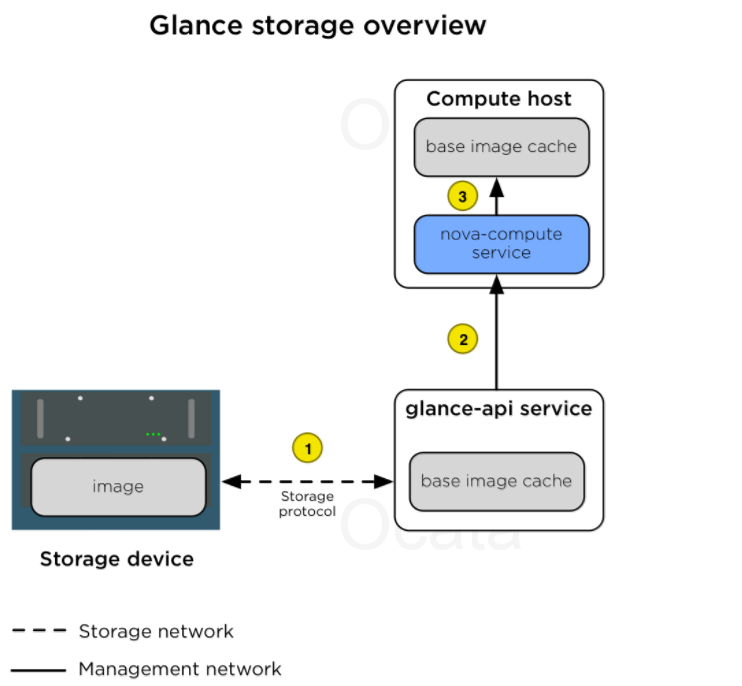 Glance storage overview
Compute host
base image cache
3
nova-compute
service
2
glance-api service
1
image
base image cache
Storage
protocol
Ocata
Storage device
Storage network
Management network